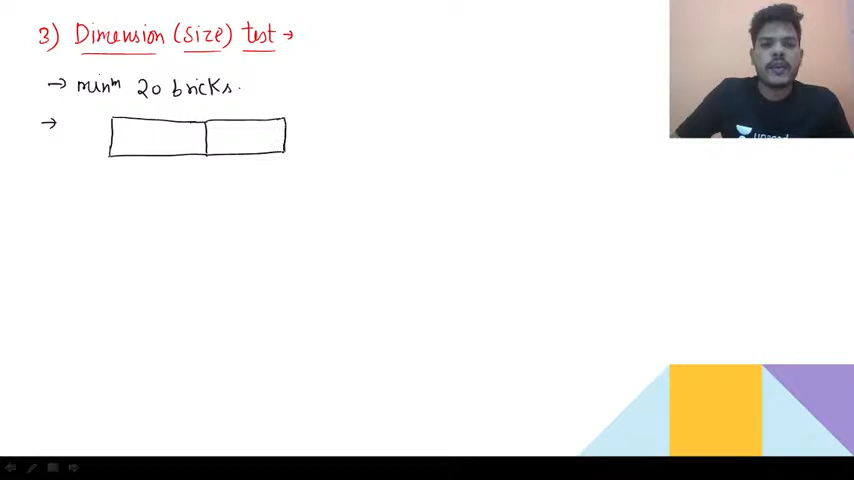 3) Dimension (size) test →
→ minm 20 bricks.
→